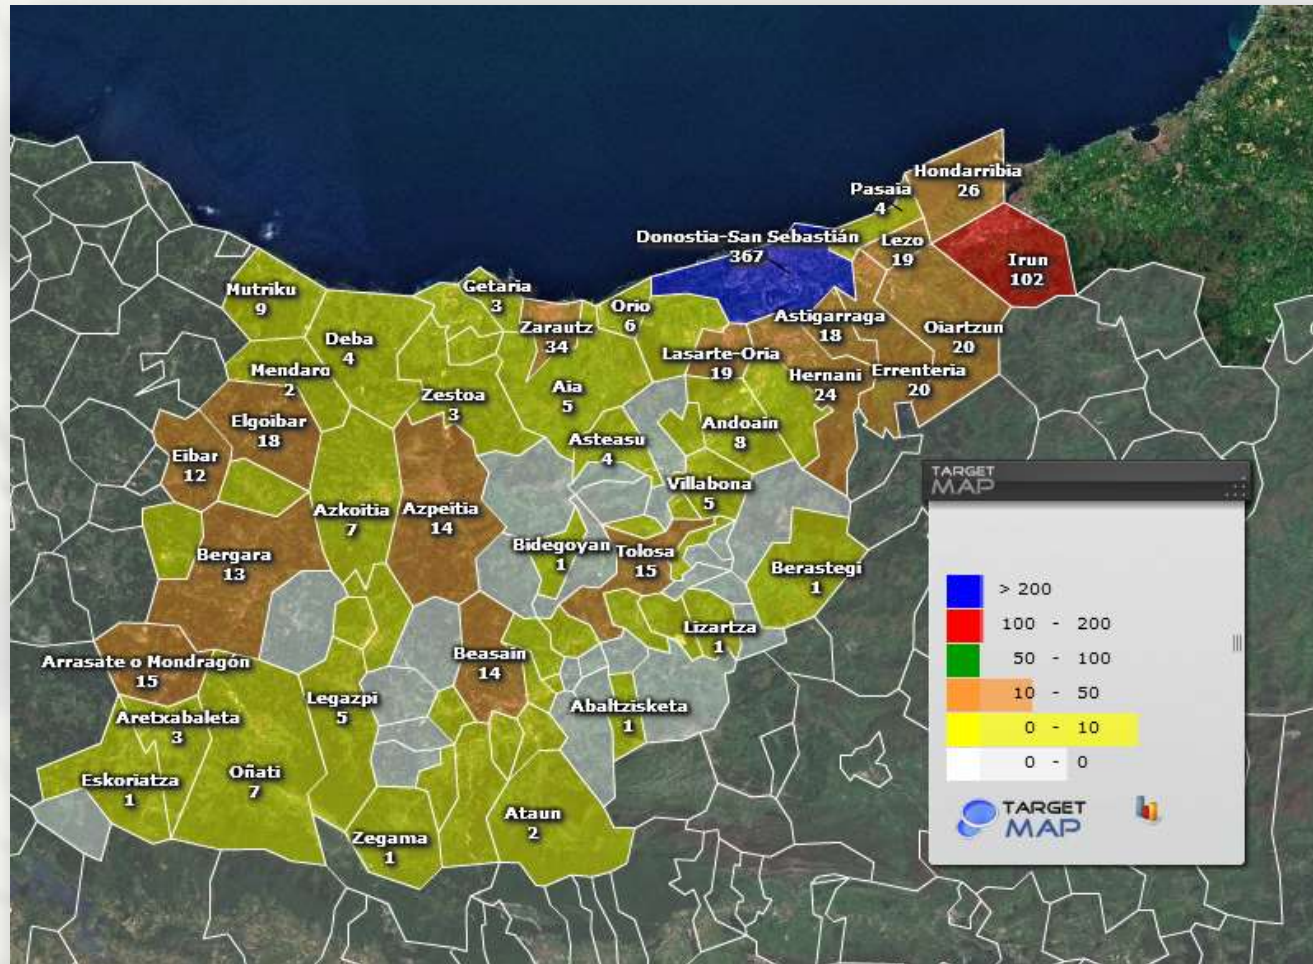 Hondarribia
26
Pasaia
4
Donostia-San Sebastián
367
Lezo
19
Irun
102
Mutriku
9
Getaria
3
Orio
6
Zarautz
34
Deba
4
Astigarraga
18
Oiartzun
20
Lasarte-Oria
19
Mendaro
2
Hernani
24
Errenteria
20
Aia
5
Zestoa
3
Elgoibar
18
Andoain
8
Asteasu
4
Eibar
12
Villabona
5
Azkoitia
7
Azpeitia
14
Bidegoyan
1
Tolosa
15
Bergara
13
Berastegi
1
Lizartza
1
Arrasate o Mondragón
15
Beasain
14
Legazpi
5
Abaltzisketa
1
Aretxabaleta
3
Eskoriatza
1
Oñati
7
Ataun
2
Zegama
1
TARGET
MAP
> 200
100 - 200
50 - 100
10 - 50
0 - 10
0 - 0
TARGET
MAP